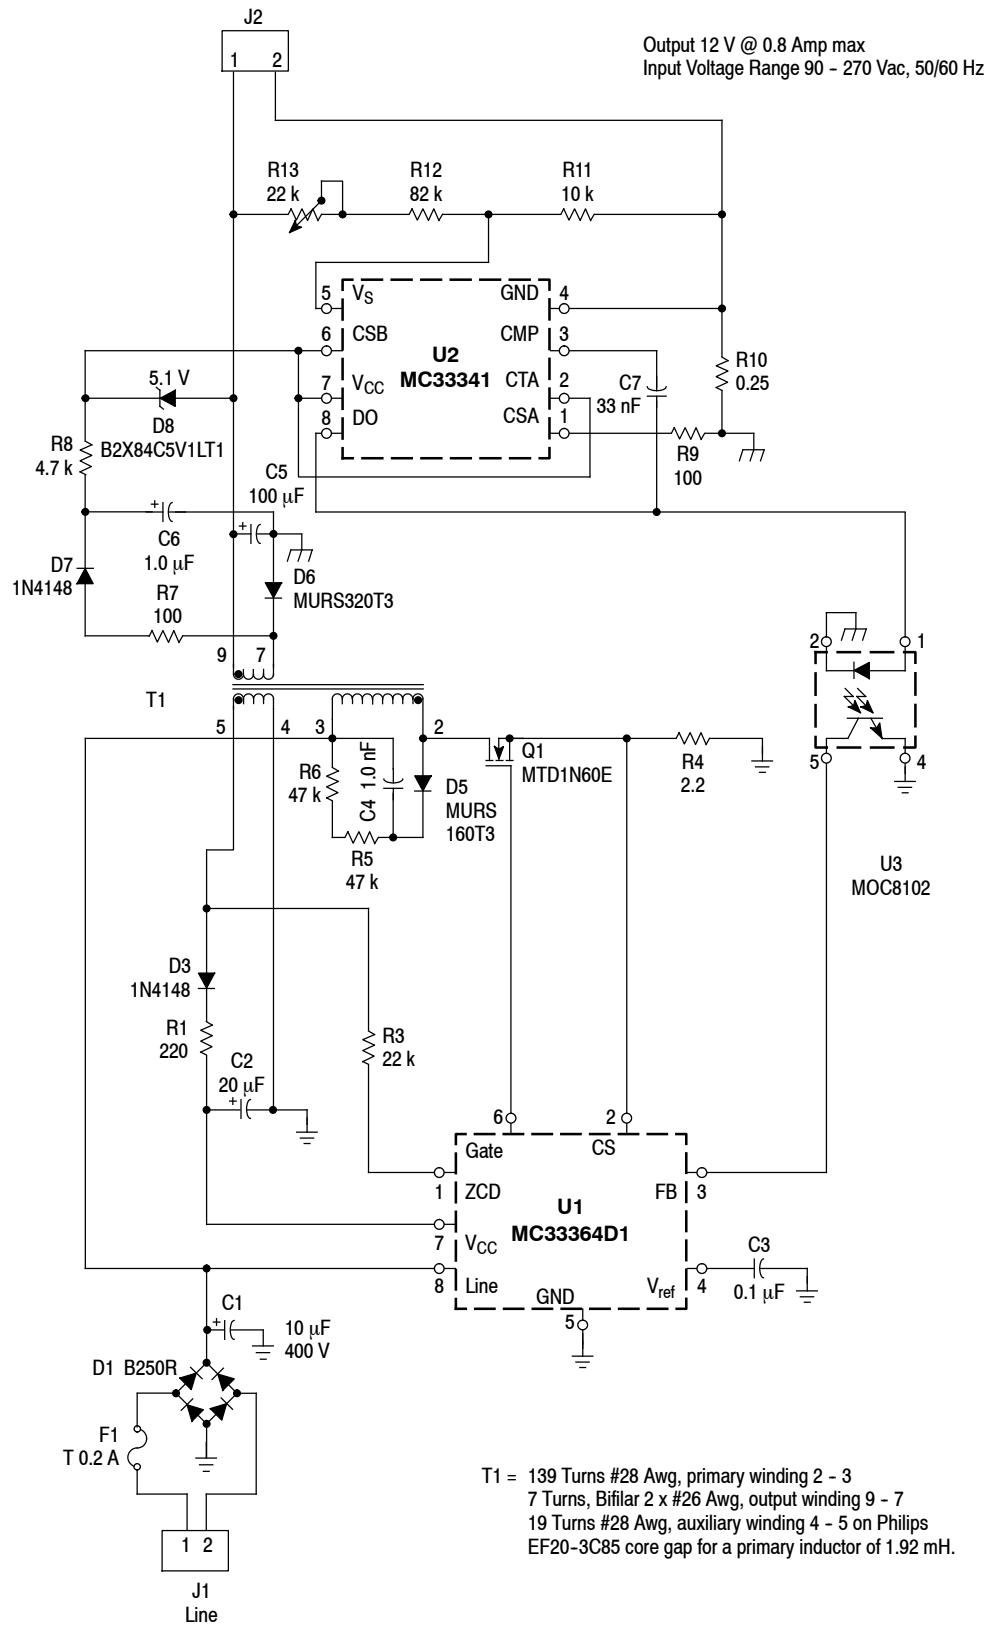 J2
1 2
Output 12 V @ 0.8 Amp max
Input Voltage Range 90 - 270 Vac, 50/60 Hz
R13
22 k
R12
82 k
R11
10 k
5
VS
GND
4
6
CSB
CMP
3
U2
MC33341
7
VCC
CTA
2
8
DO
CSA
1
C7
33 nF
R10
0.25
R9
100
5.1 V
D8
B2X84C5V1LT1
R8
4.7 k
C5
100 µF
+
+
C6
1.0 µF
D7
1N4148
R7
100
D6
MURS320T3
9 7
T1
5 4 3 2
R6
47 k
C4 1.0 nF
R5
47 k
D5
MURS
160T3
Q1
MTD1N60E
R4
2.2
2 1
5 4
U3
MOC8102
D3
1N4148
R1
220
R3
22 k
C2
20 µF
+
6
2
Gate
CS
1
ZCD
FB
3
U1
MC33364D1
7
VCC
8
Line
Vref
4
GND
5
C3
0.1 µF
C1
+
10 µF
400 V
D1 B250R
F1
T 0.2 A
1 2
J1
Line
T1 = 139 Turns #28 Awg, primary winding 2 - 3
7 Turns, Bifilar 2 x #26 Awg, output winding 9 - 7
19 Turns #28 Awg, auxiliary winding 4 - 5 on Philips
EF20-3C85 core gap for a primary inductor of 1.92 mH.